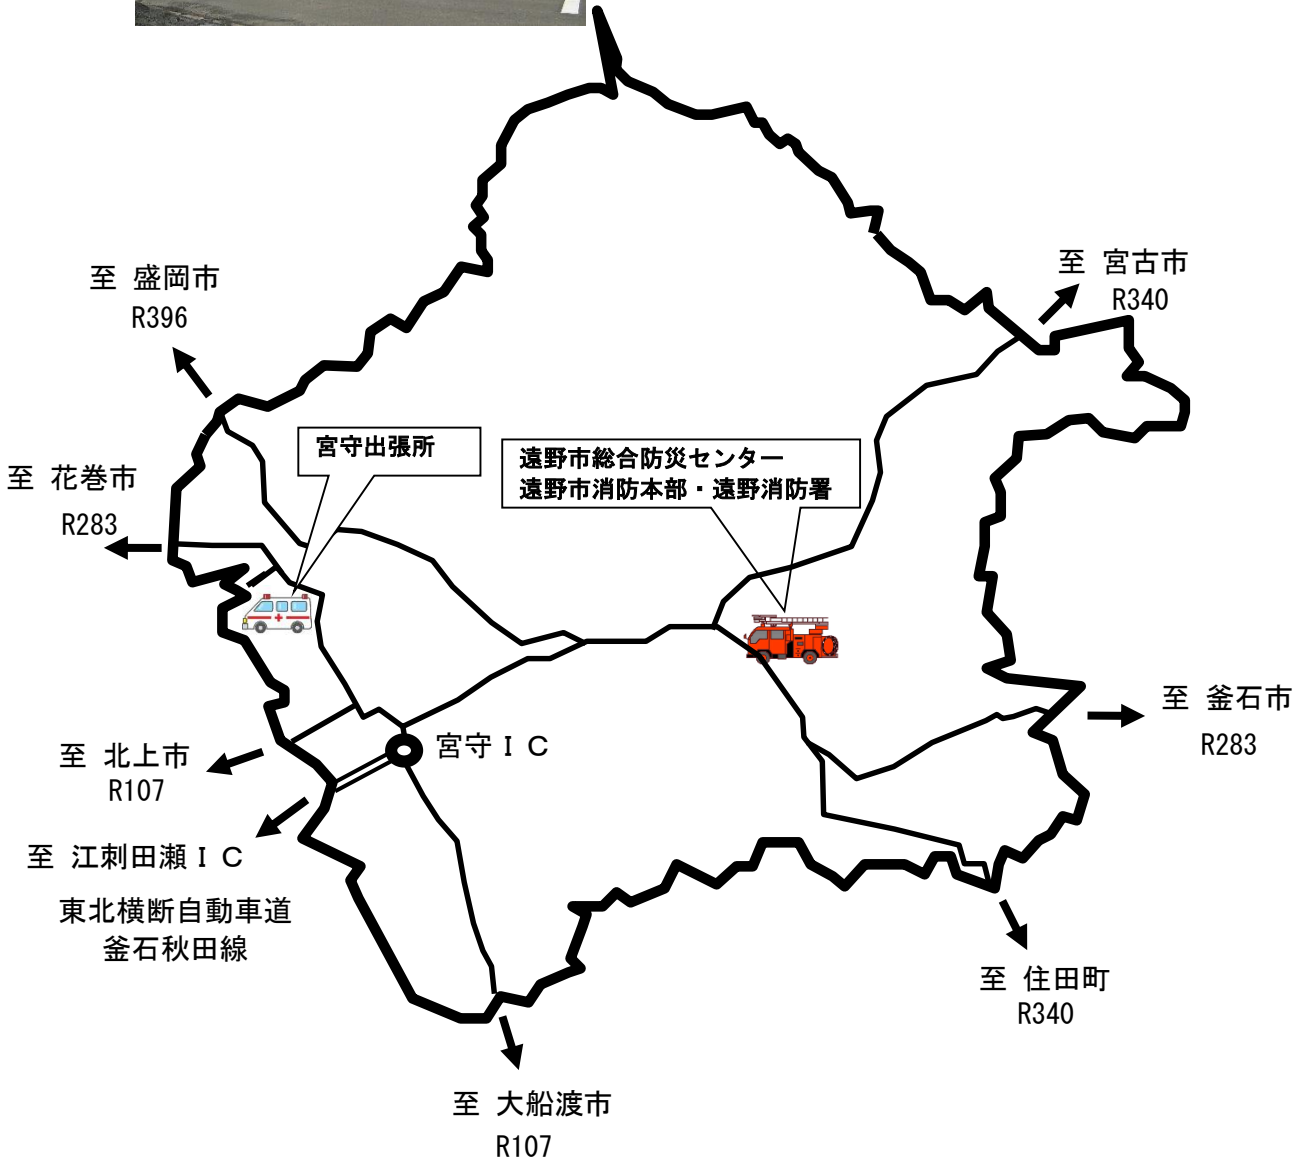 至 宮古市
R340
至 盛岡市
R396
宮守出張所
遠野市総合防災センター
遠野市消防本部・遠野消防署
至 花巻市
R283
至 釜石市
R283
宮守ＩＣ
至 北上市
R107
至 江刺田瀬ＩＣ
東北横断自動車道
釜石秋田線
至 住田町
R340
至 大船渡市
R107